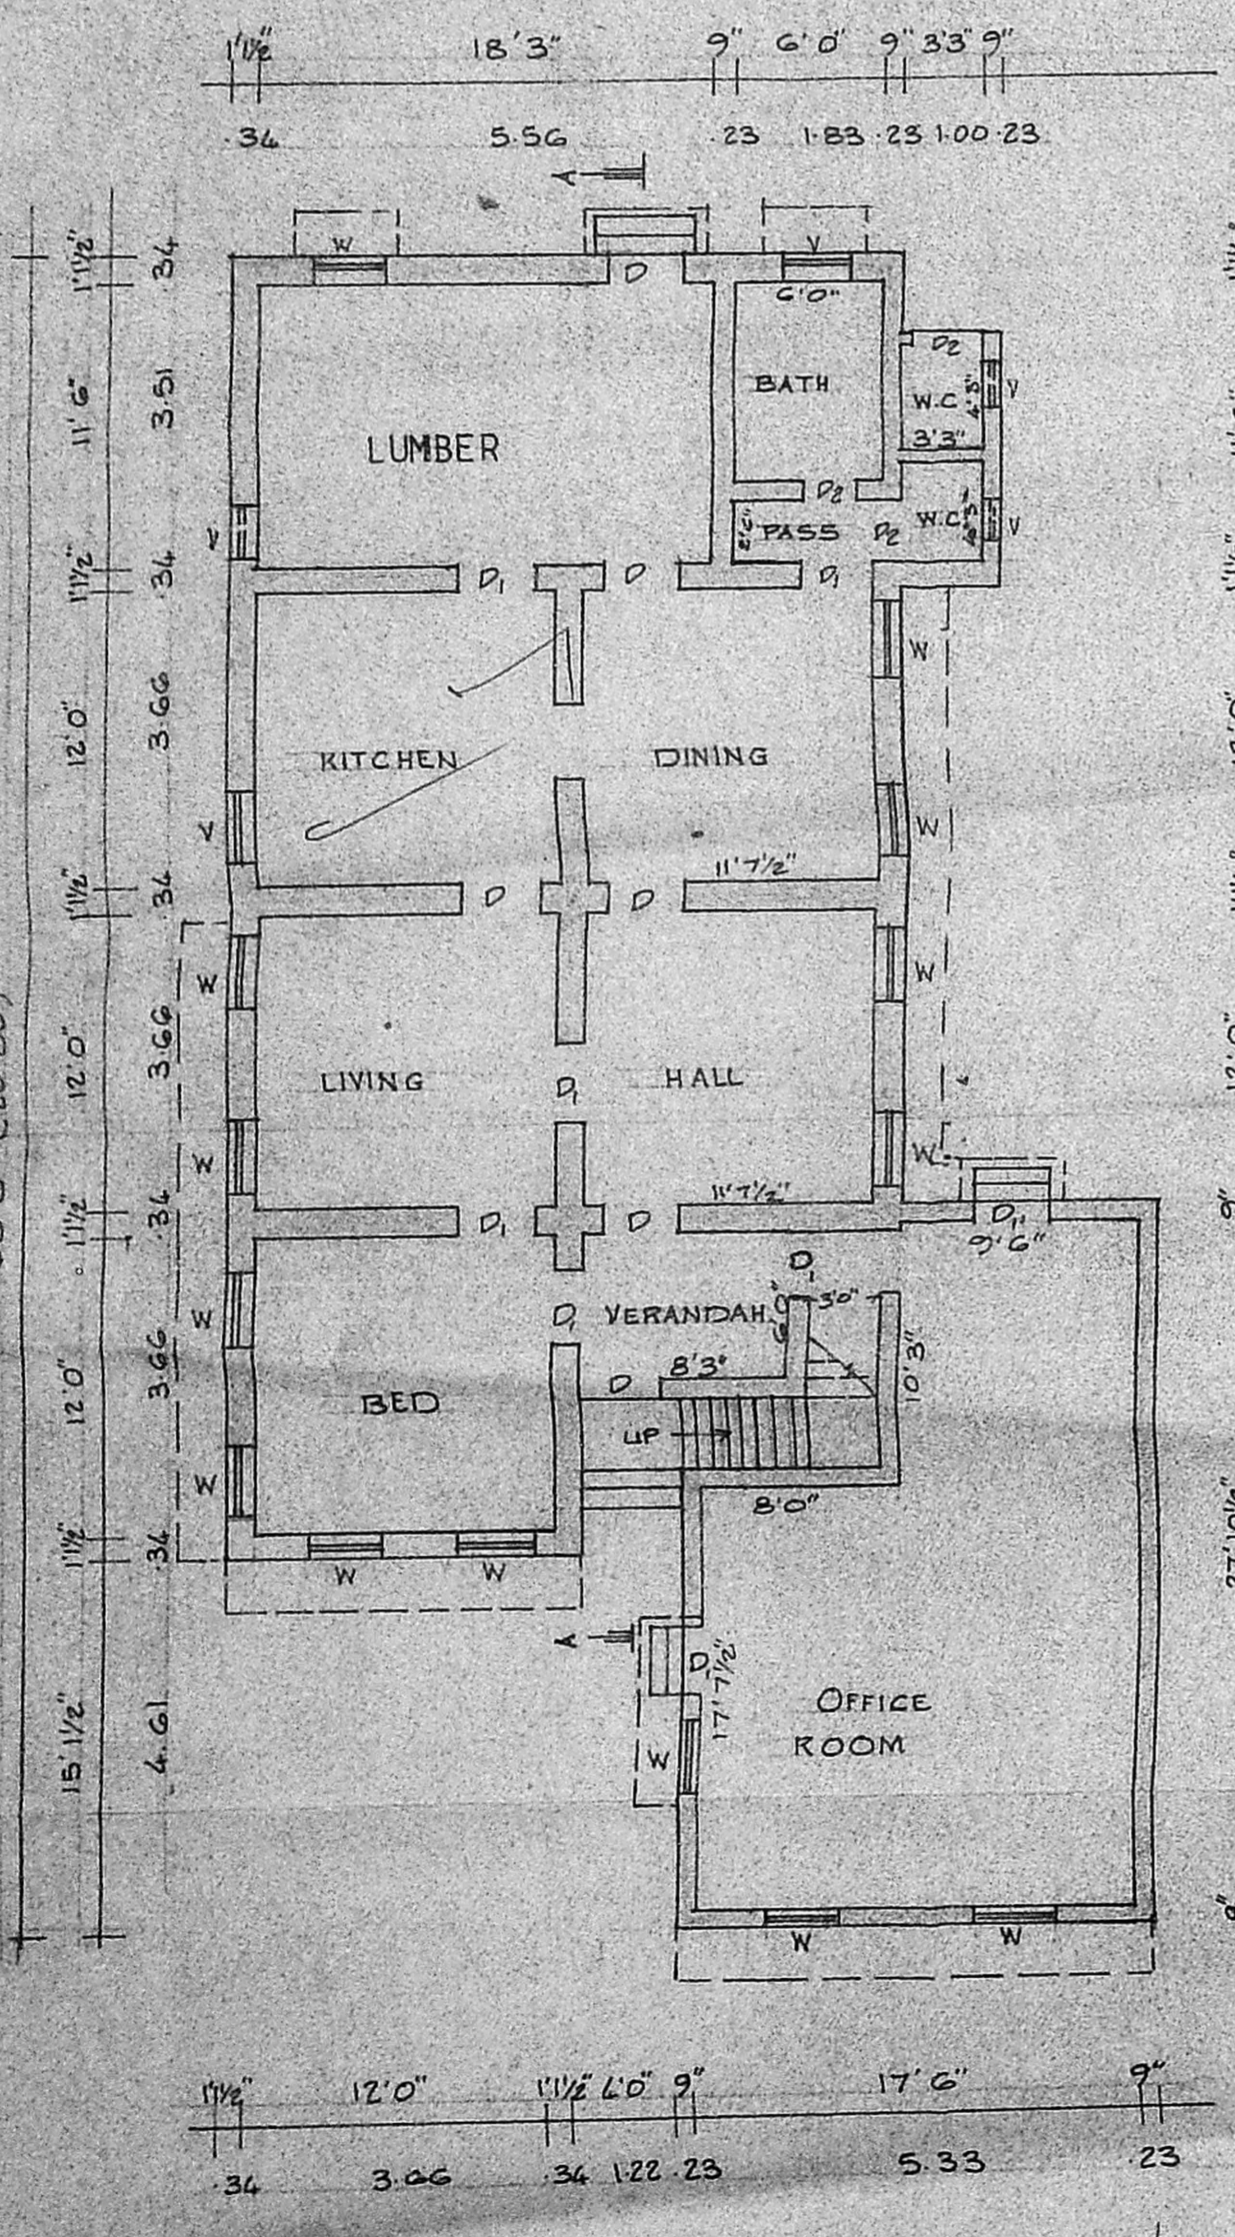 1'1½" 18'3" 9" 6'0" 9" 3'3" 9"
.34 5.56 .23 1.83 .23 1.00 .23
A
W D V
6'0"
1'1½" .34
11'6" 3.51
LUMBER
BATH
D2
W.C 4'3" V
3'3"
D2
V
PASS D2 W.C. V
1'1½" .34
D1 D D1
W
12'0" 3.66
KITCHEN DINING
V W
11'7½"
1'1½" .34
D D
W W
12'0" 3.66
LIVING D1 HALL
W W
11'7½"
1'1½" .34
D1 D D1
9'6"
D1
W D1 VERANDAH 6'0" 3'0"
8'3" 10'3"
12'0" 3.66
BED D
UP
W
8'0"
1'1½" .34
W W
A
D1 17'7½"
15'1½" 4.61
OFFICE
ROOM
W
W W
27'10½"
1'1½" 12'0" 1'1½" 4'0" 9" 17'6" 9"
.34 3.66 .34 1.22 .23 5.33 .23